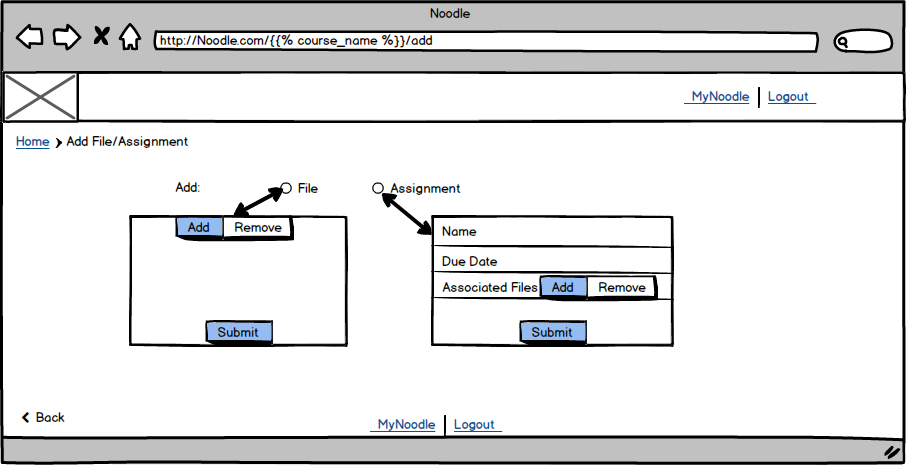 Noodle
http://Noodle.com/{{% course_name %}}/add
MyNoodle Logout
Home Add File/Assignment
Add: File Assignment
Add Remove
Submit
Name
Due Date
Associated Files Add Remove
Submit
Back
MyNoodle Logout